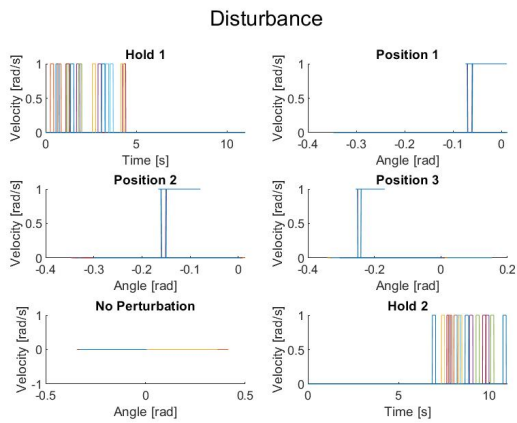 Disturbance
Hold 1
Velocity [rad/s]
1
0.5
0
0 5 10
Time [s]
Position 1
Velocity [rad/s]
1
0.5
0
-0.4 -0.3 -0.2 -0.1 0
Angle [rad]
Position 2
Velocity [rad/s]
1
0.5
0
-0.4 -0.3 -0.2 -0.1 0
Angle [rad]
Position 3
Velocity [rad/s]
1
0.5
0
-0.4 -0.2 0 0.2
Angle [rad]
No Perturbation
Velocity [rad/s]
1
0
-1
-0.5 0 0.5
Angle [rad]
Hold 2
Velocity [rad/s]
1
0.5
0
0 5 10
Time [s]